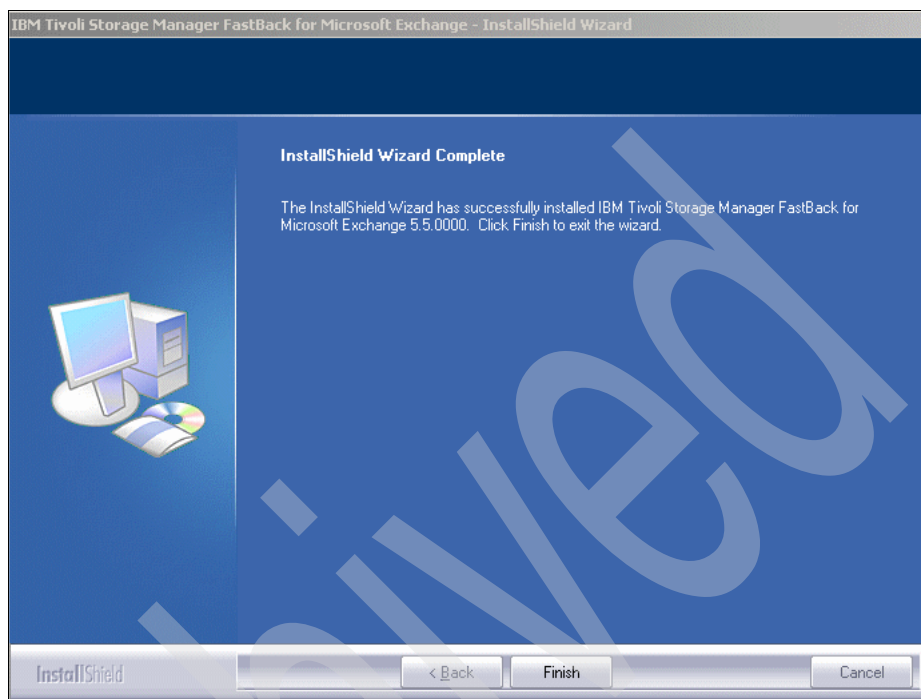 IBM Tivoli Storage Manager FastBack for Microsoft Exchange - InstallShield Wizard
InstallShield Wizard Complete
The InstallShield Wizard has successfully installed IBM Tivoli Storage Manager FastBack for
Microsoft Exchange 5.5.0000. Click Finish to exit the wizard.
InstallShield
< Back
Finish
Cancel
hived